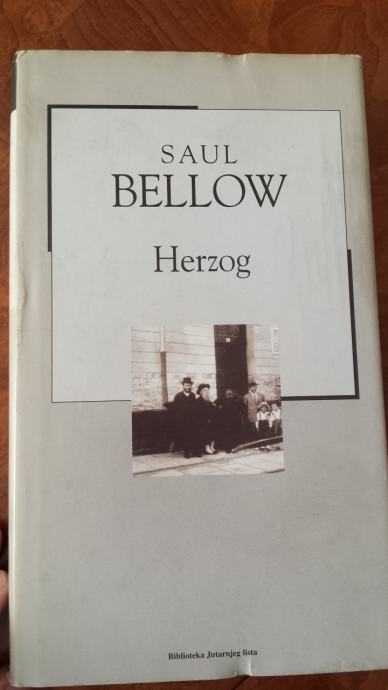 SAUL
BELLOW
Herzog
Biblioteka Jutarnjeg lista